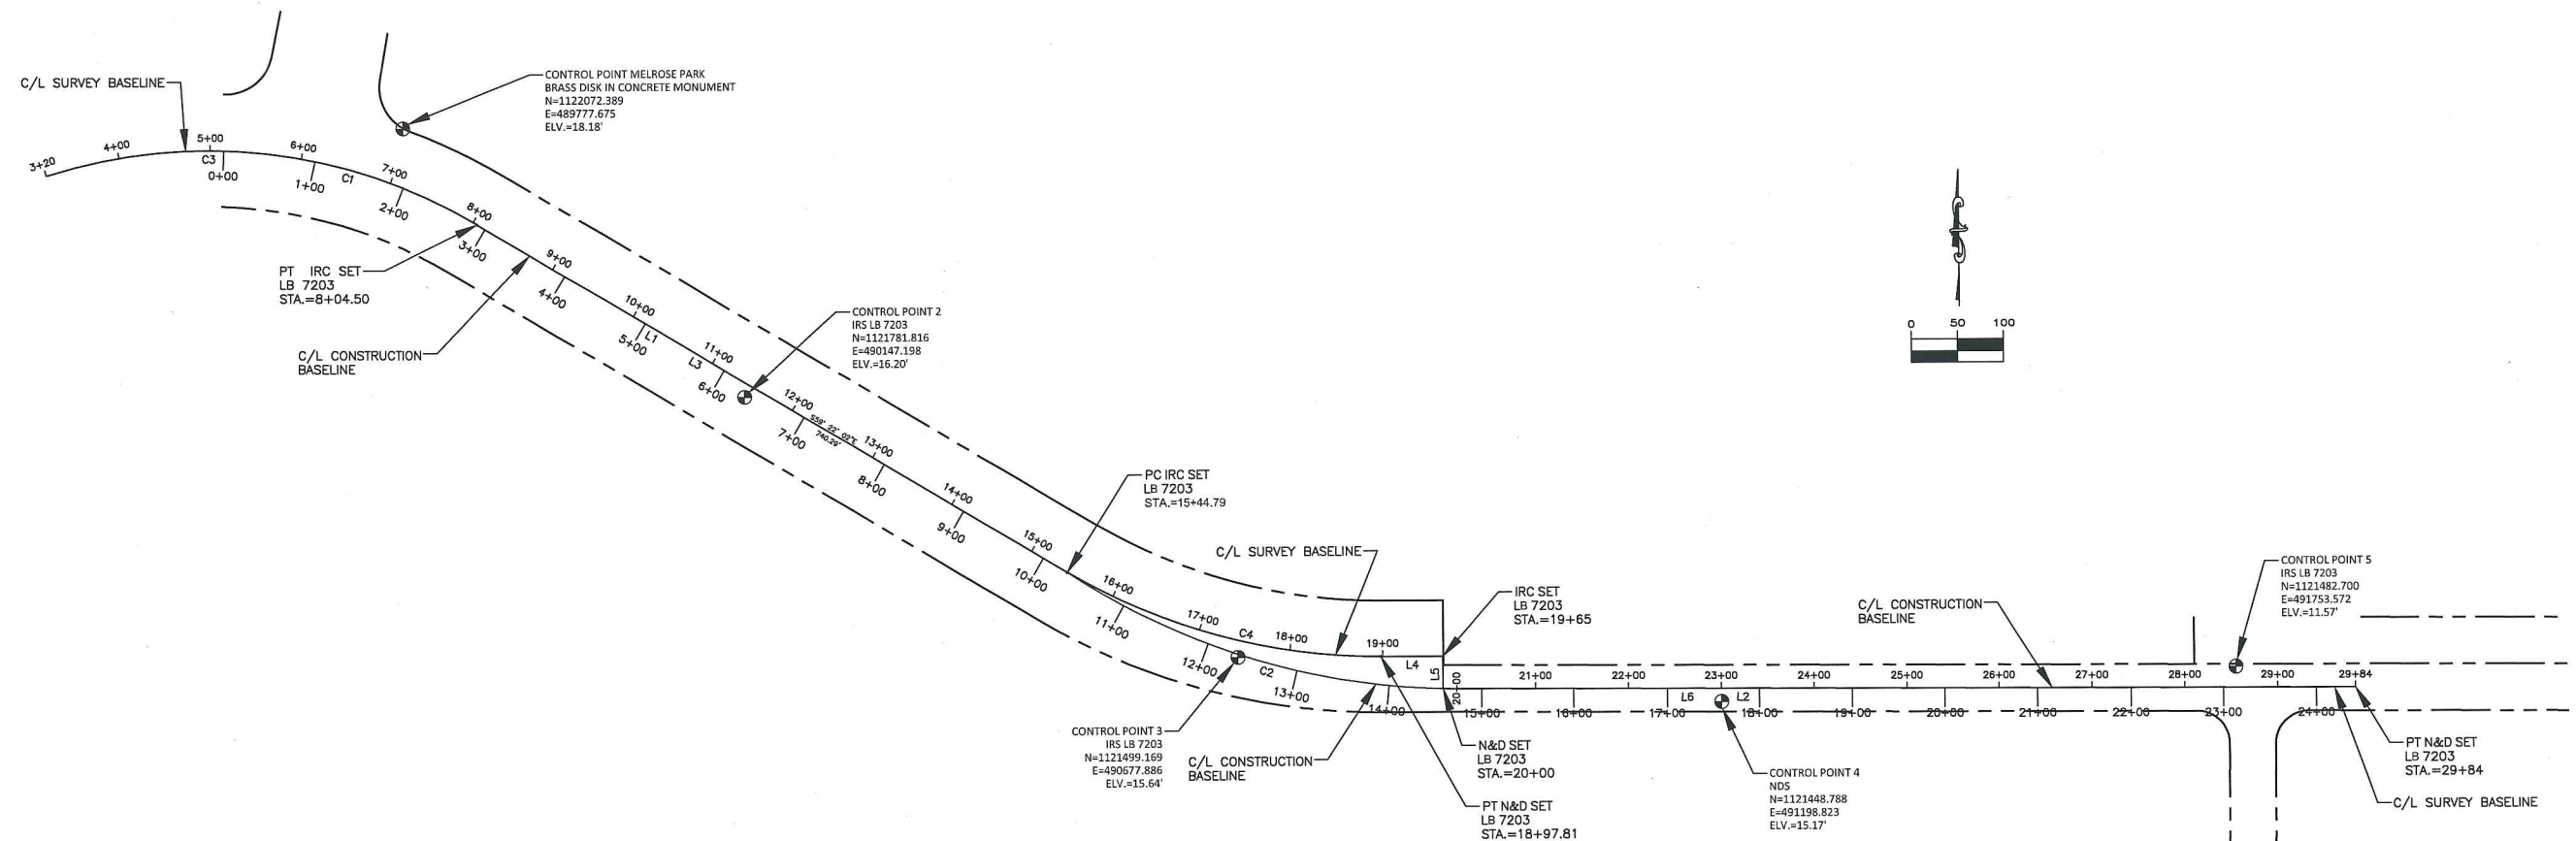 C/L SURVEY BASELINE
CONTROL POINT MELROSE PARK
BRASS DISK IN CONCRETE MONUMENT
N=1122072.389
E=489777.675
ELV.=18.18'
3+20
4+00
5+00
6+00
7+00
8+00
9+00
10+00
11+00
12+00
13+00
14+00
15+00
16+00
17+00
18+00
19+00
C3
0+00
1+00
C1
2+00
3+00
4+00
5+00
L1
L3
6+00
7+00
S59° 22' 02"E
740.29'
8+00
9+00
10+00
11+00
12+00
C2
13+00
14+00
C4
L4
L5
20+00
PT IRC SET
LB 7203
STA.=8+04.50
C/L CONSTRUCTION
BASELINE
CONTROL POINT 2
IRS LB 7203
N=1121781.816
E=490147.198
ELV.=16.20'
0 50 100
PC IRC SET
LB 7203
STA.=15+44.79
C/L SURVEY BASELINE
IRC SET
LB 7203
STA.=19+65
C/L CONSTRUCTION
BASELINE
CONTROL POINT 5
IRS LB 7203
N=1121482.700
E=491753.572
ELV.=11.57'
21+00 22+00 23+00 24+00 25+00 26+00 27+00 28+00 29+00 29+84
L6 L2
15+00 16+00 17+00 18+00 19+00 20+00 21+00 22+00 23+00 24+00
CONTROL POINT 3
IRS LB 7203
N=1121499.169
E=490677.886
ELV.=15.64'
C/L CONSTRUCTION
BASELINE
N&D SET
LB 7203
STA.=20+00
PT N&D SET
LB 7203
STA.=18+97.81
CONTROL POINT 4
NDS
N=1121448.788
E=491198.823
ELV.=15.17'
PT N&D SET
LB 7203
STA.=29+84
C/L SURVEY BASELINE